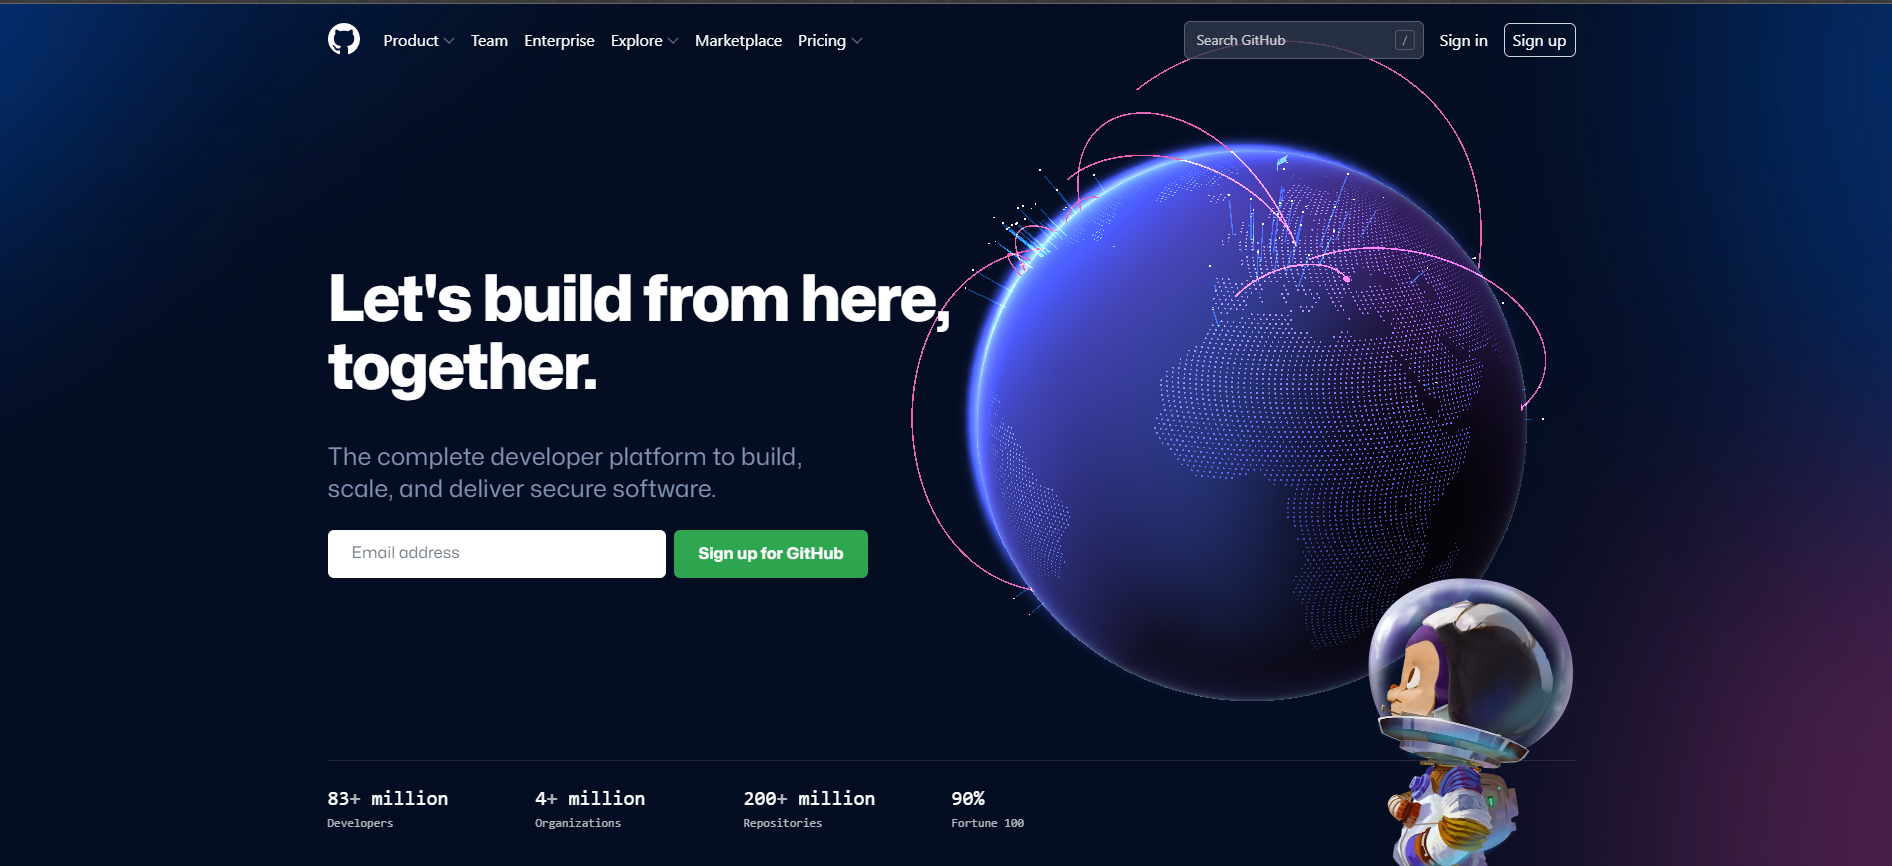 Product
Team
Enterprise
Explore
Marketplace
Pricing
Search GitHub
/
Sign in
Sign up
Let's build from here,
together.
The complete developer platform to build,
scale, and deliver secure software.
Email address
Sign up for GitHub
83+ million
Developers
4+ million
Organizations
200+ million
Repositories
90%
Fortune 100